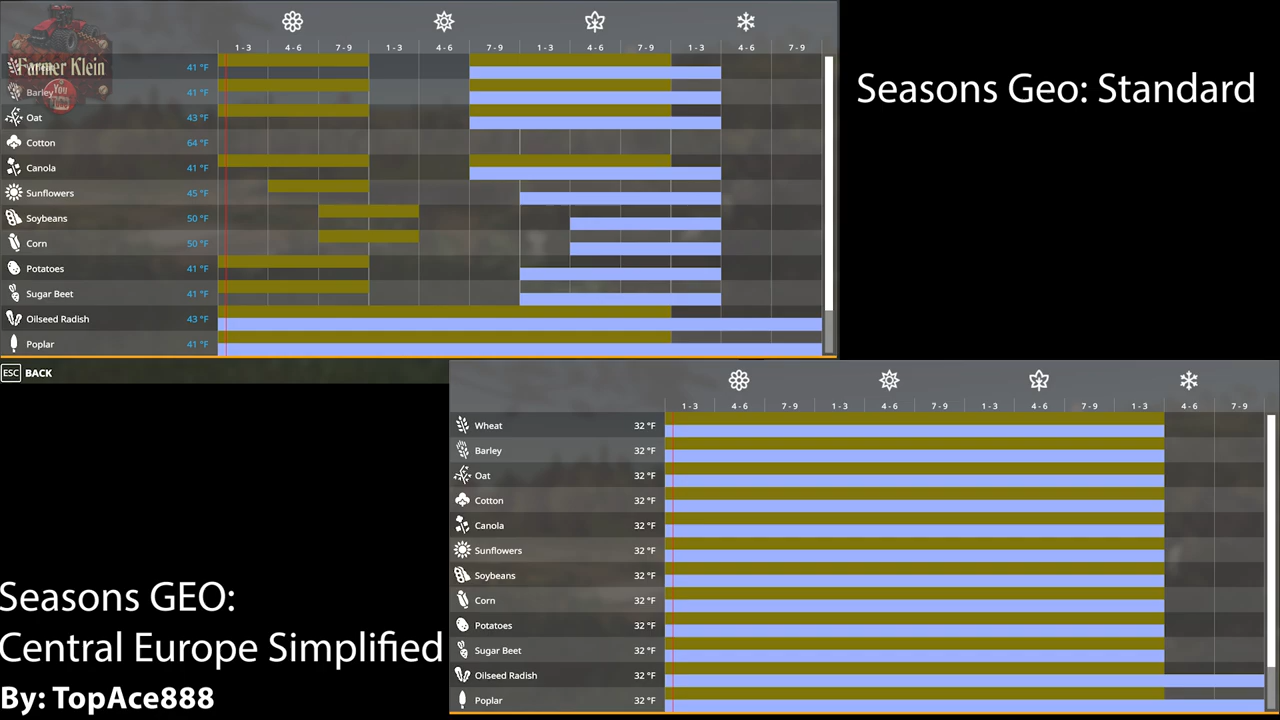 1 - 3 4 - 6 7 - 9 1 - 3 4 - 6 7 - 9 1 - 3 4 - 6 7 - 9 1 - 3 4 - 6 7 - 9
Farmer Klein
You
Tube
41 °F
Barley 41 °F
Oat 43 °F
Cotton 64 °F
Canola 41 °F
Sunflowers 45 °F
Soybeans 50 °F
Corn 50 °F
Potatoes 41 °F
Sugar Beet 41 °F
Oilseed Radish 43 °F
Poplar 41 °F
ESC BACK
Seasons Geo: Standard
1 - 3 4 - 6 7 - 9 1 - 3 4 - 6 7 - 9 1 - 3 4 - 6 7 - 9 1 - 3 4 - 6 7 - 9
Wheat 32 °F
Barley 32 °F
Oat 32 °F
Cotton 32 °F
Canola 32 °F
Sunflowers 32 °F
Soybeans 32 °F
Corn 32 °F
Potatoes 32 °F
Sugar Beet 32 °F
Oilseed Radish 32 °F
Poplar 32 °F
Seasons GEO:
Central Europe Simplified
By: TopAce888